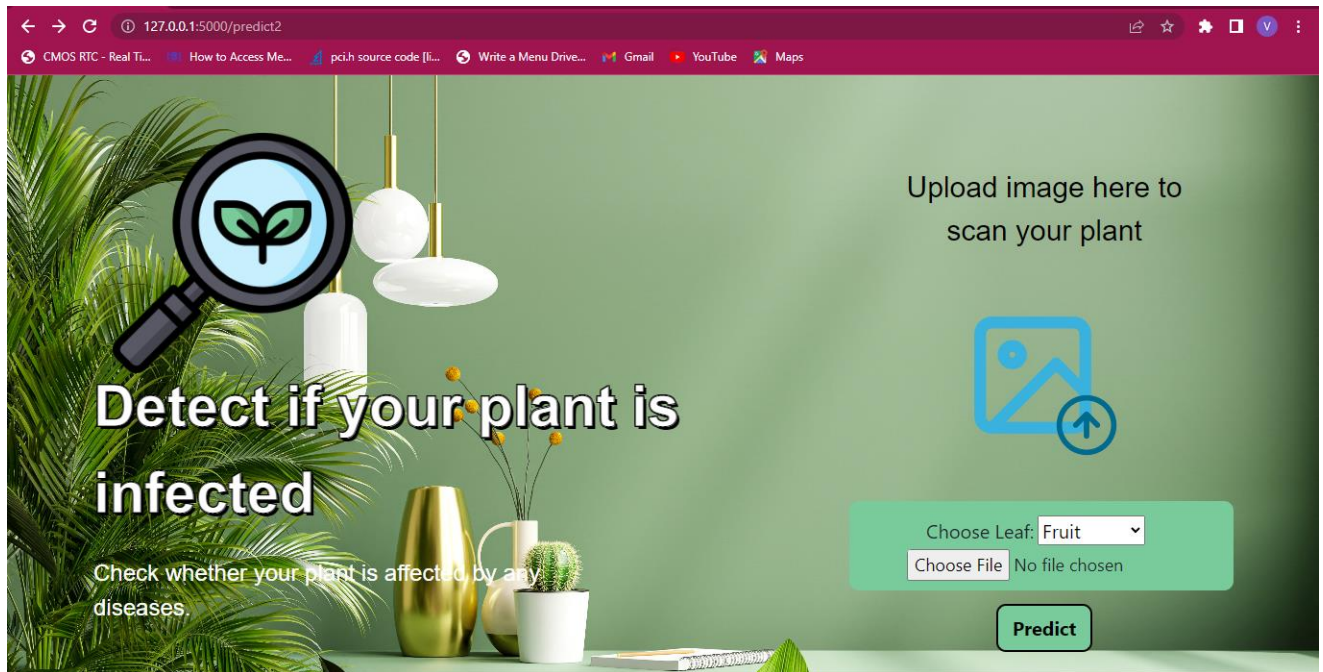 127.0.0.1:5000/predict2
V
CMOS RTC - Real Ti...
How to Access Me...
pci.h source code [li...
Write a Menu Drive...
Gmail
YouTube
Maps
Detect if your plant is
infected
Check whether your plant is affected by any
diseases.
Upload image here to
scan your plant
Choose Leaf: Fruit
Choose File No file chosen
Predict